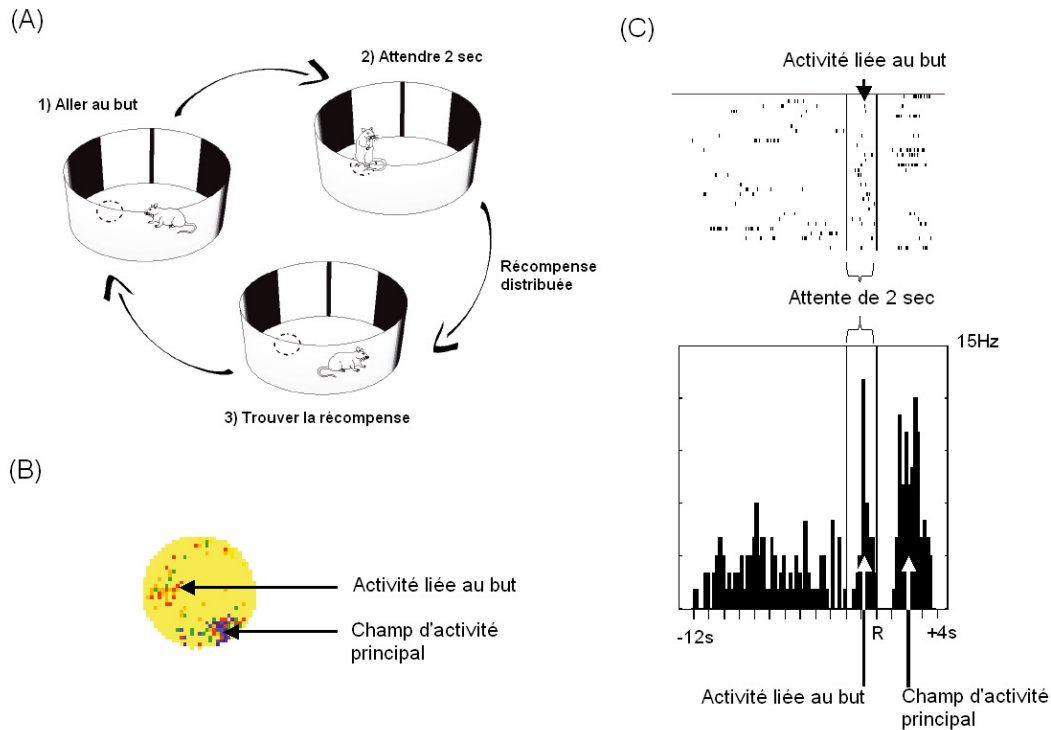 (A)
1) Aller au but
2) Attendre 2 sec
Récompense
distribuée
3) Trouver la récompense
(B)
Activité liée au but
Champ d'activité
principal
(C)
Activité liée au but
Attente de 2 sec
15Hz
-12s
R
+4s
Activité liée au but
Champ d'activité
principal